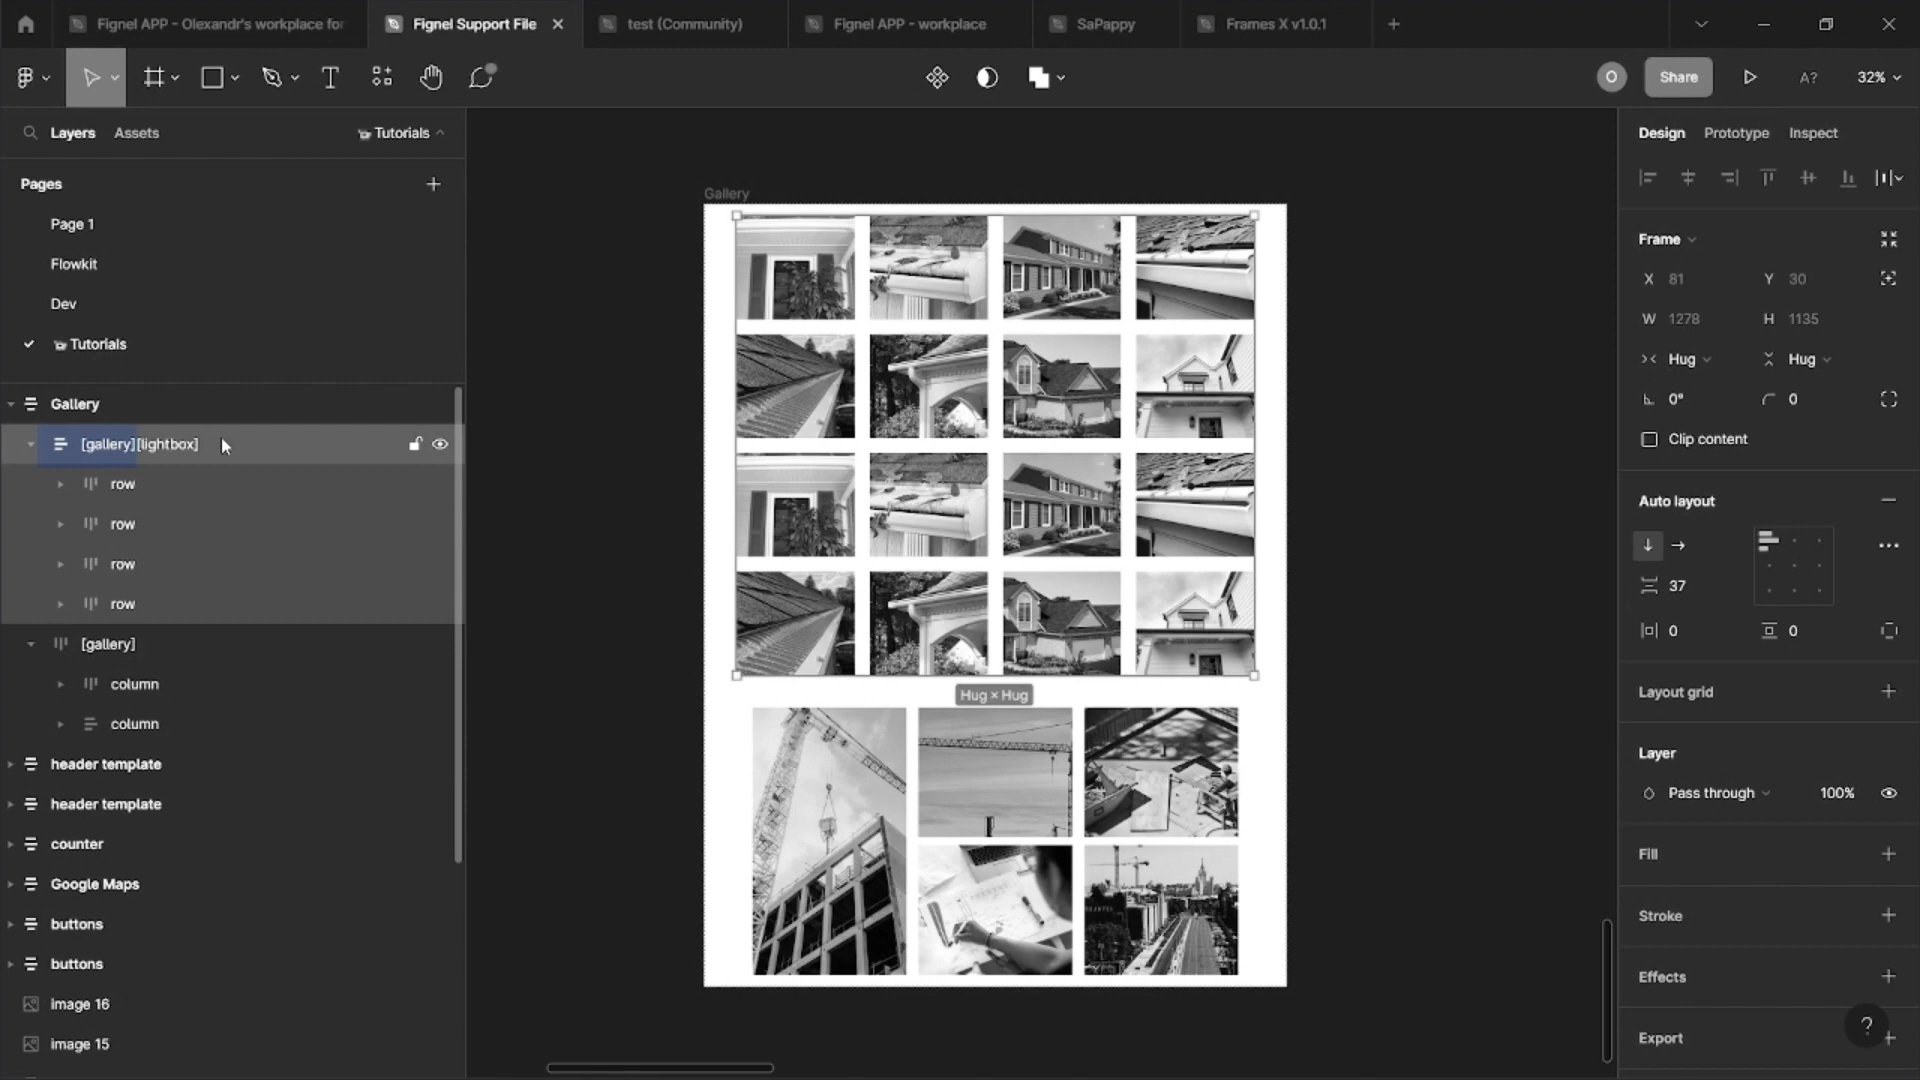 Fignel APP - Olexandr's workplace for
Fignel Support File
test (Community)
Fignel APP - workplace
SaPappy
Frames X v1.0.1
O
Share
A?
32%
Layers
Assets
Tutorials
Pages
Page 1
Flowkit
Dev
Tutorials
Gallery
[gallery][lightbox]
row
row
row
row
[gallery]
column
column
header template
header template
counter
Google Maps
buttons
buttons
image 16
image 15
Gallery
Hug × Hug
Design
Prototype
Inspect
Frame
X 81
Y 30
W 1278
H 1135
Hug
Hug
0°
0
Clip content
Auto layout
37
0
0
Layout grid
Layer
Pass through
100%
Fill
Stroke
Effects
Export
?